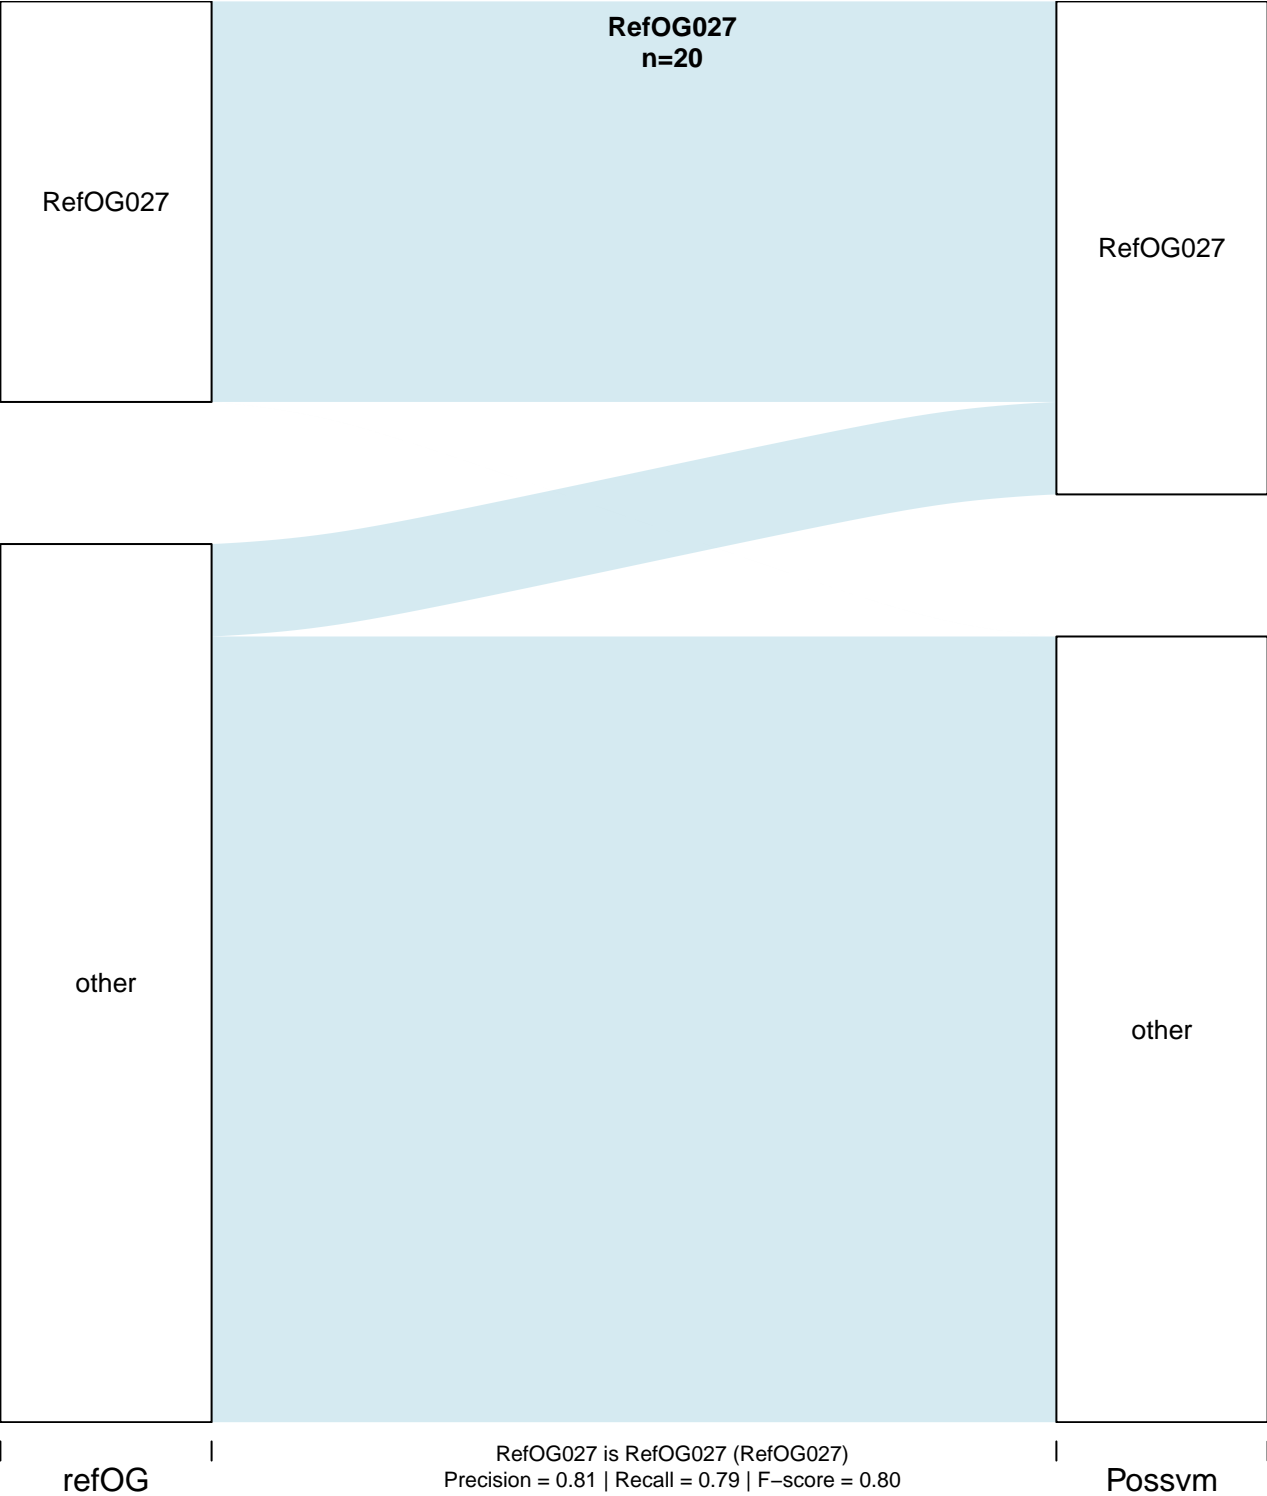 RefOG027
n=20
RefOG027
RefOG027
other
other
RefOG027 is RefOG027 (RefOG027)
refOG
Precision = 0.81 | Recall = 0.79 | F−score = 0.80
Possvm